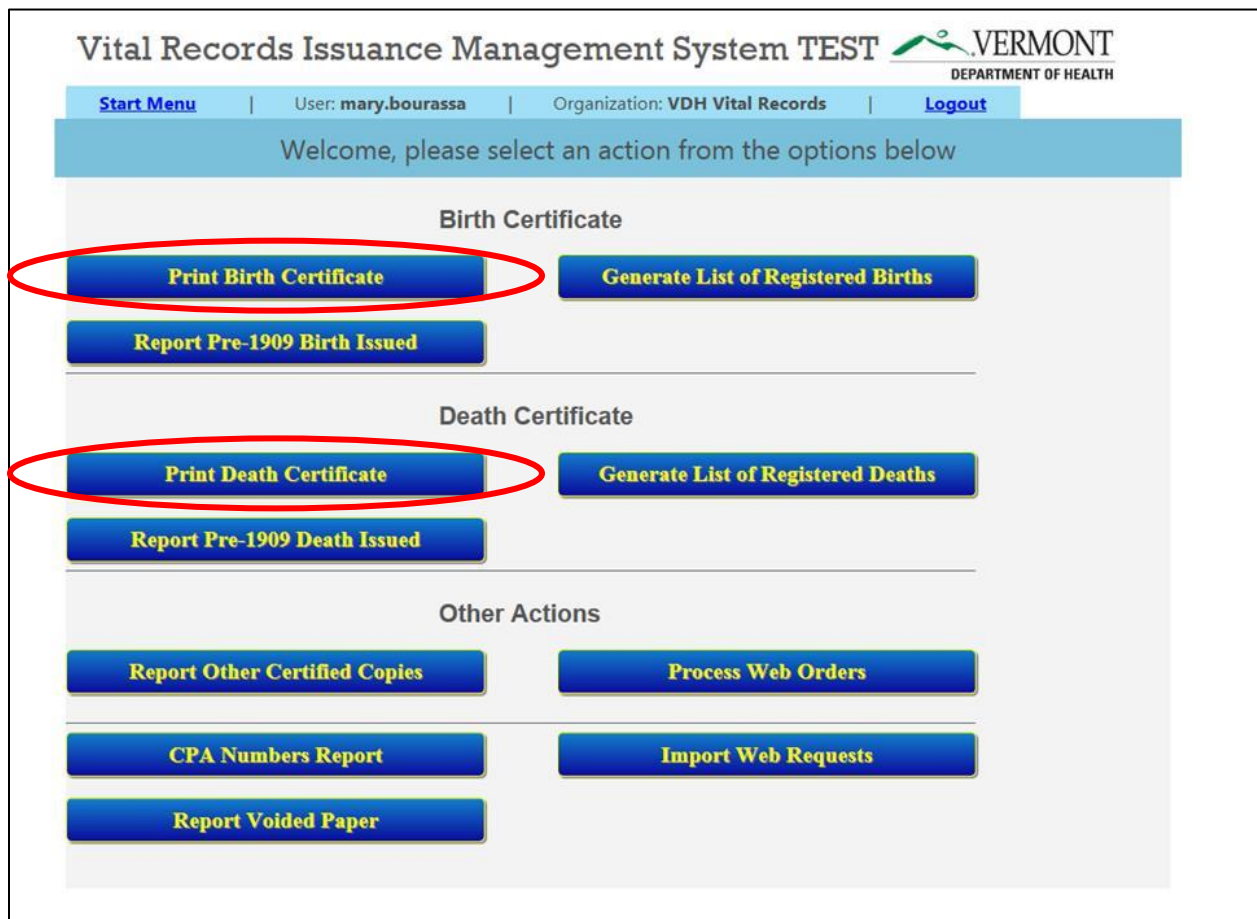 Vital Records Issuance Management System TEST VERMONT
DEPARTMENT OF HEALTH
Start Menu | User: mary.bourassa | Organization: VDH Vital Records | Logout
Welcome, please select an action from the options below
Birth Certificate
Print Birth Certificate Generate List of Registered Births
Report Pre-1909 Birth Issued
Death Certificate
Print Death Certificate Generate List of Registered Deaths
Report Pre-1909 Death Issued
Other Actions
Report Other Certified Copies Process Web Orders
CPA Numbers Report Import Web Requests
Report Voided Paper